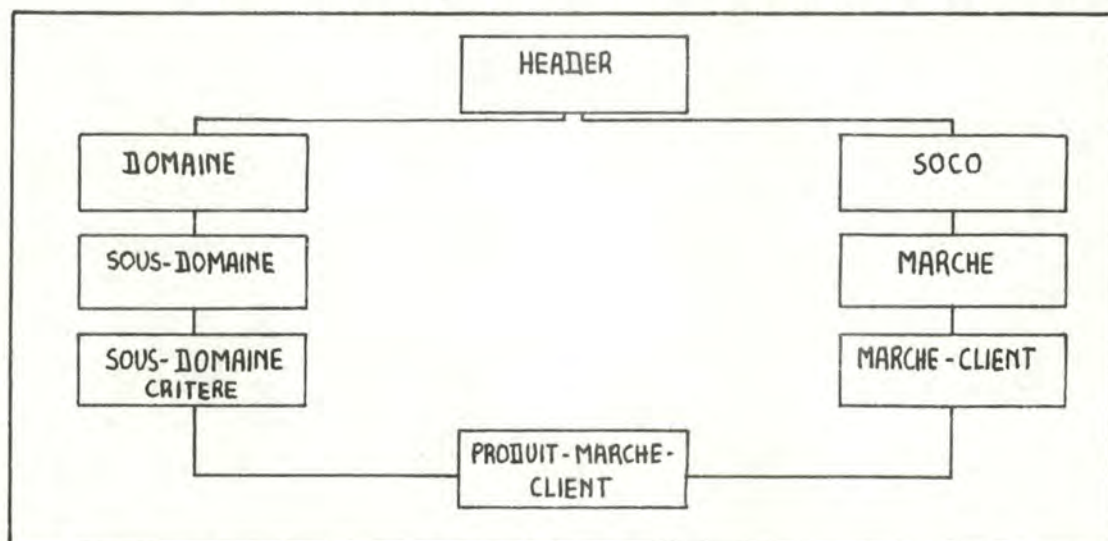 HEADER
DOMAINE
SOCO
SOUS-DOMAINE
MARCHE
SOUS-DOMAINE
CRITERE
MARCHE-CLIENT
PRODUIT-MARCHE-
CLIENT